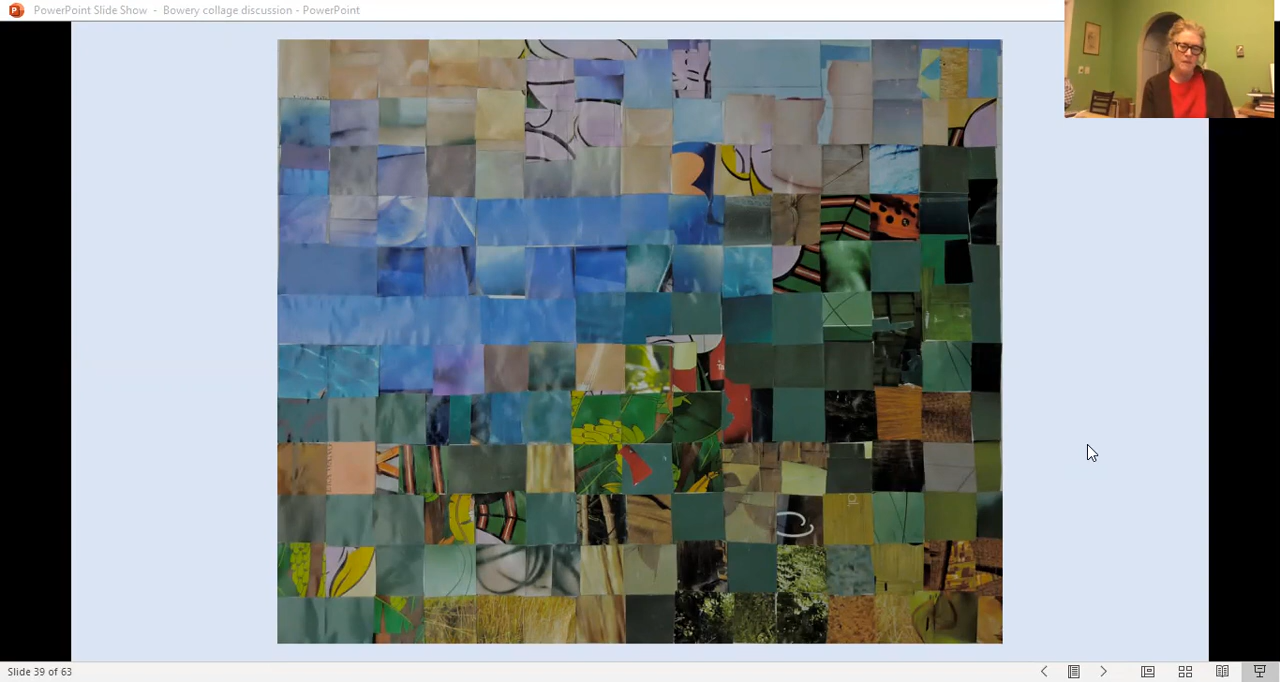 PowerPoint Slide Show - Bowery collage discussion - PowerPoint
Slide 39 of 63